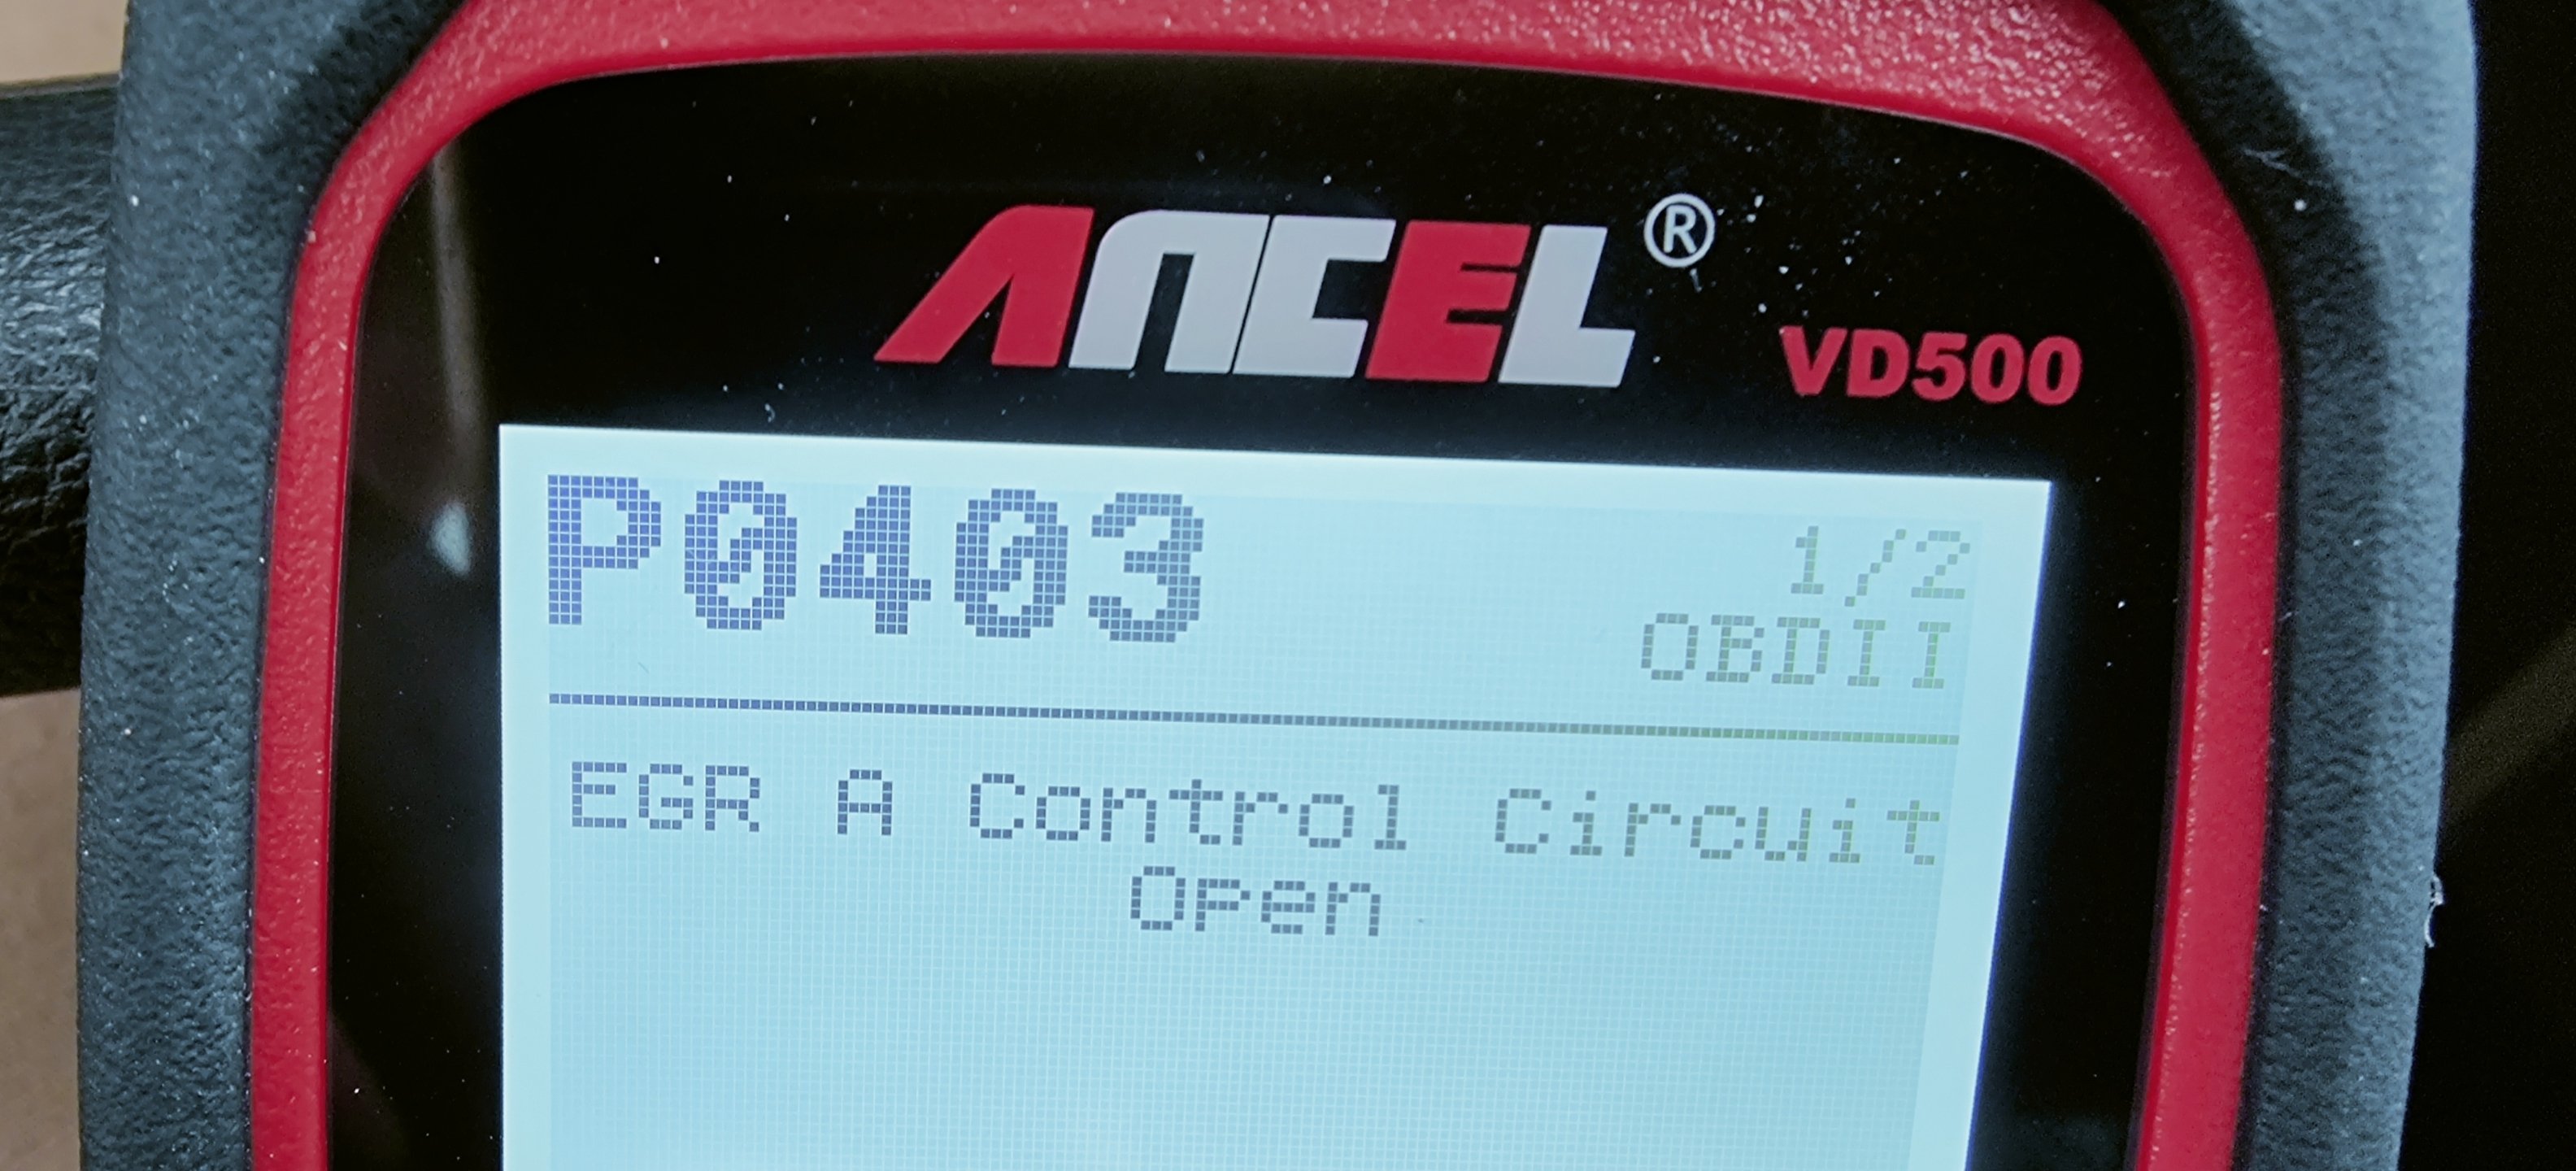 ANCEL®
VD500
P0403
1/2
OBDII
EGR A Control Circuit
Open